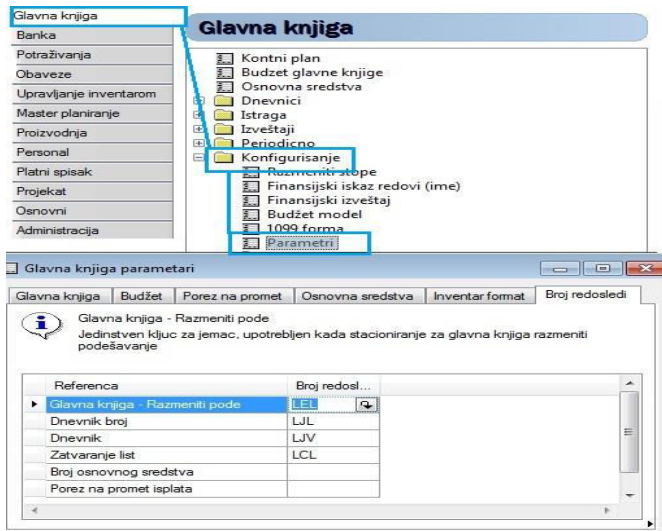 Glavna knjiga
Banka
Potraživanja
Obaveze
Upravljanje inventarom
Master planiranje
Proizvodnja
Personal
Platni spisak
Projekat
Osnovni
Administracija
Glavna knjiga
Kontni plan
Budzet glavne knjige
Osnovna sredstva
Dnevnici
Istraga
Izveštaji
Periodicno
Konfigurisanje
Razmeniti stope
Finansijski iskaz redovi (ime)
Finansijski izveštaj
Budžet model
1099 forma
Parametri
Glavna knjiga parametari
Glavna knjiga Budžet Porez na promet Osnovna sredstva Inventar format Broj redosledi
Glavna knjiga - Razmeniti pode
Jedinstven kljuc za jemac, upotrebljen kada stacioniranje za glavna knjiga razmeniti
podešavanje
Referenca Broj redosl...
Glavna knjiga - Razmeniti pode LEL
Dnevnik broj LJL
Dnevnik LJV
Zatvaranje list LCL
Broj osnovnog sredstva
Porez na promet isplata